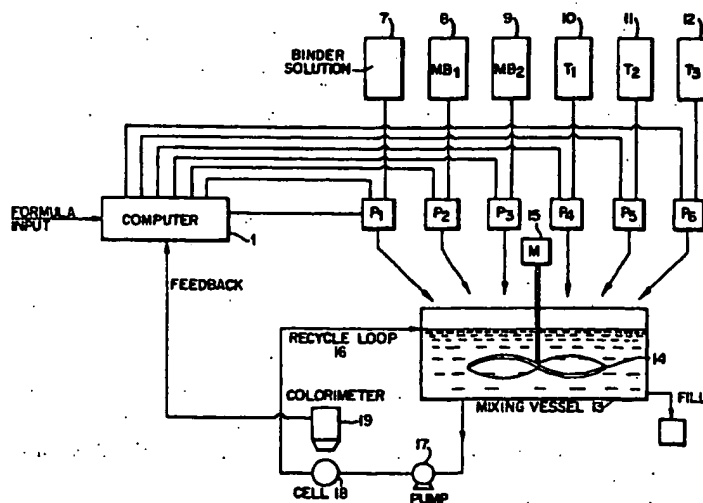 7 8 9 10 11 12
BINDER
SOLUTION
MB1 MB2 T1 T2 T3
FORMULA
INPUT
COMPUTER
1
P1 P2 P3 P4 P5 P6
15
M
FEEDBACK
RECYCLE LOOP
16
14
COLORIMETER
19
MIXING VESSEL 13
FILL
17
CELL 18
PUMP